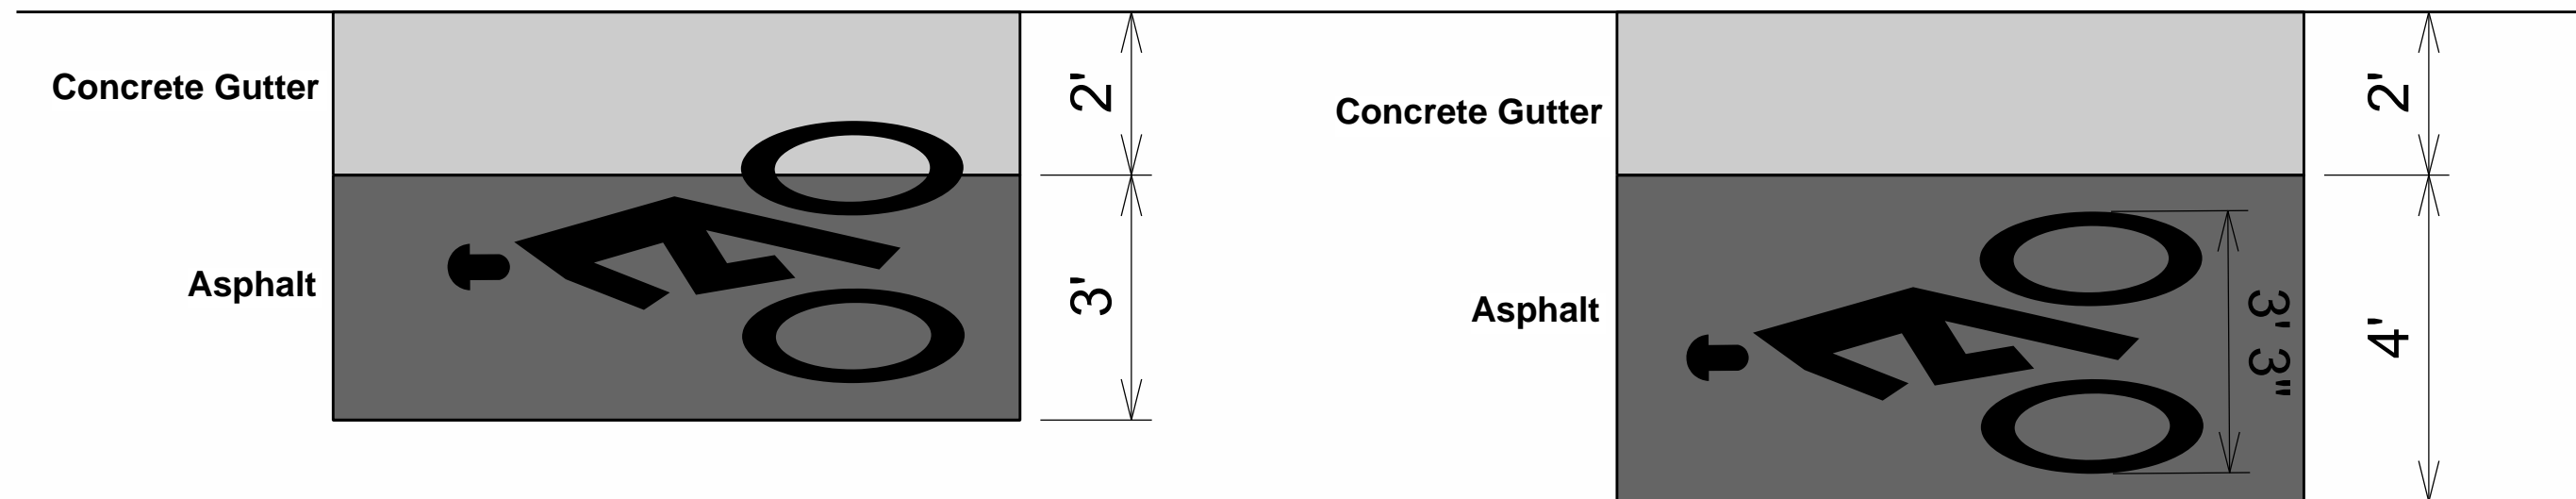 Concrete Gutter
2'
Asphalt
3'
Concrete Gutter
2'
Asphalt
3' 3"
4'